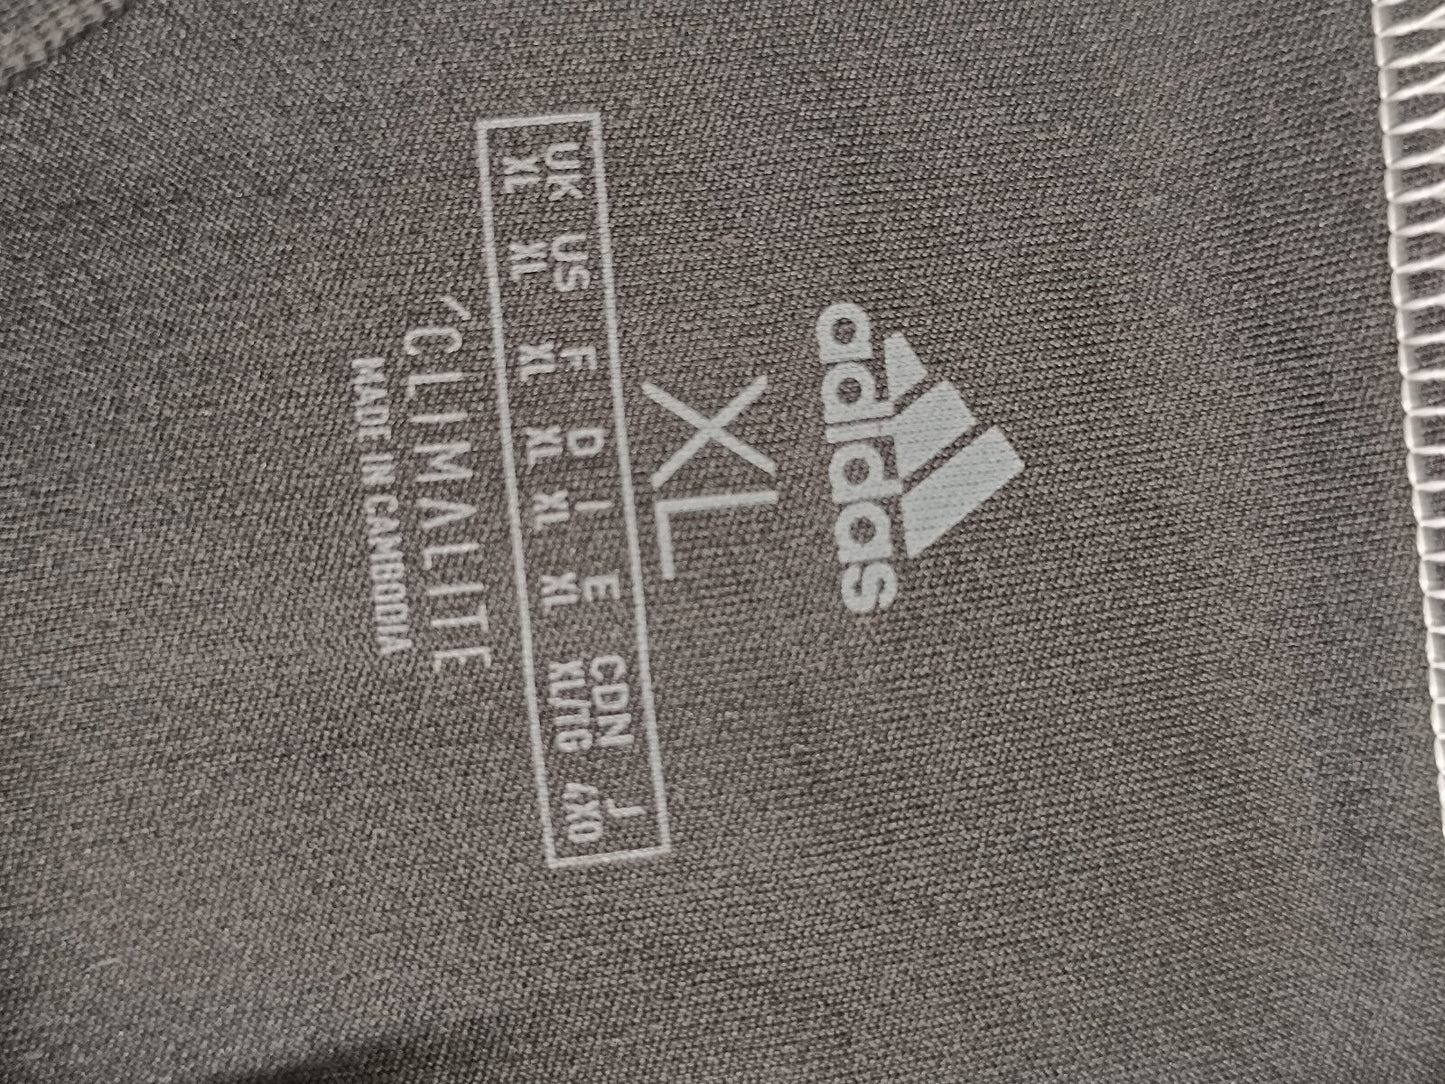 adidas
XL
UK US F D I E CDN J
XL XL XL XL XL XL XL/TG 4XO
CLIMALITE
MADE IN CAMBODIA